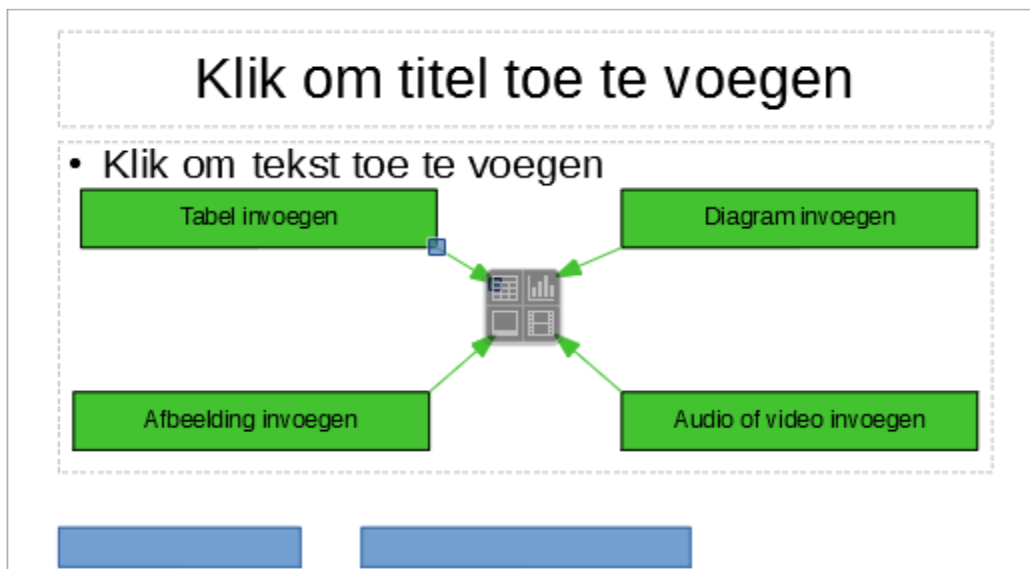 Klik om titel toe te voegen
• Klik om tekst toe te voegen
Tabel invoegen
Diagram invoegen
Afbeelding invoegen
Audio of video invoegen